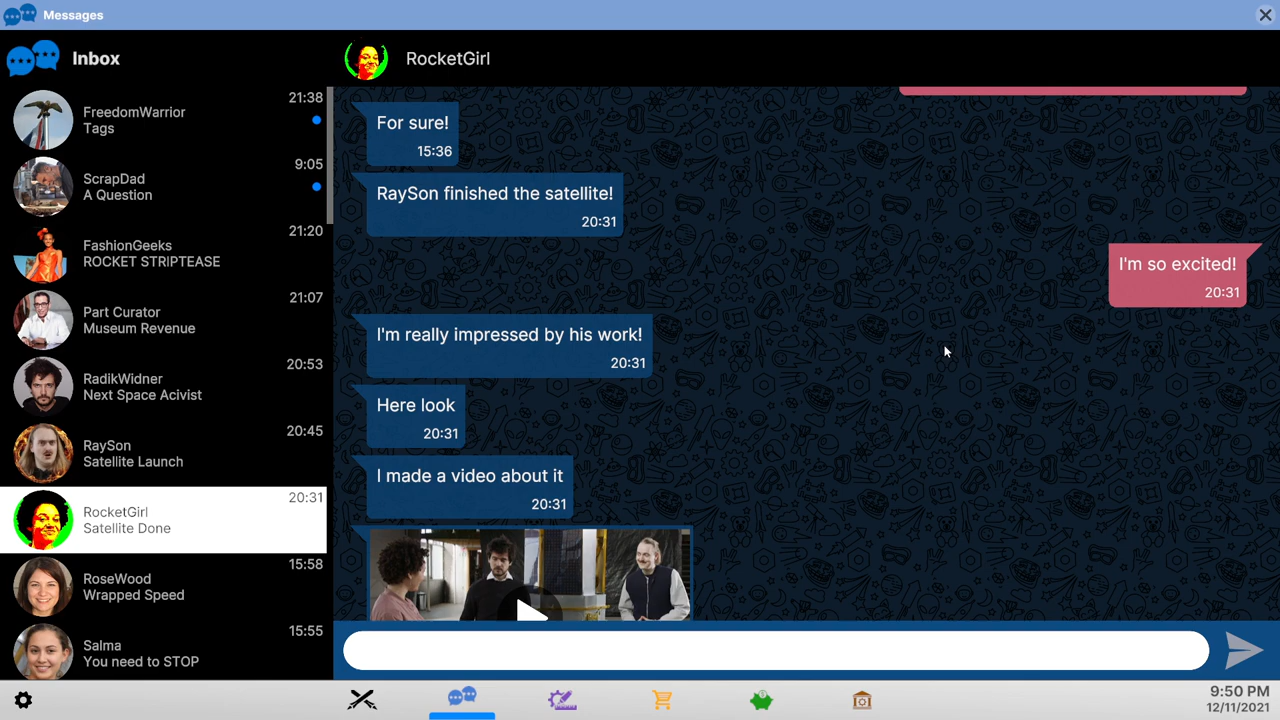 Messages
Inbox
RocketGirl
21:38
FreedomWarrior
Tags
9:05
ScrapDad
A Question
21:20
FashionGeeks
ROCKET STRIPTEASE
21:07
Part Curator
Museum Revenue
20:53
RadikWidner
Next Space Acivist
20:45
RaySon
Satellite Launch
20:31
RocketGirl
Satellite Done
15:58
RoseWood
Wrapped Speed
15:55
Salma
You need to STOP
For sure!
15:36
RaySon finished the satellite!
20:31
I'm so excited!
20:31
I'm really impressed by his work!
20:31
Here look
20:31
I made a video about it
20:31
9:50 PM
12/11/2021